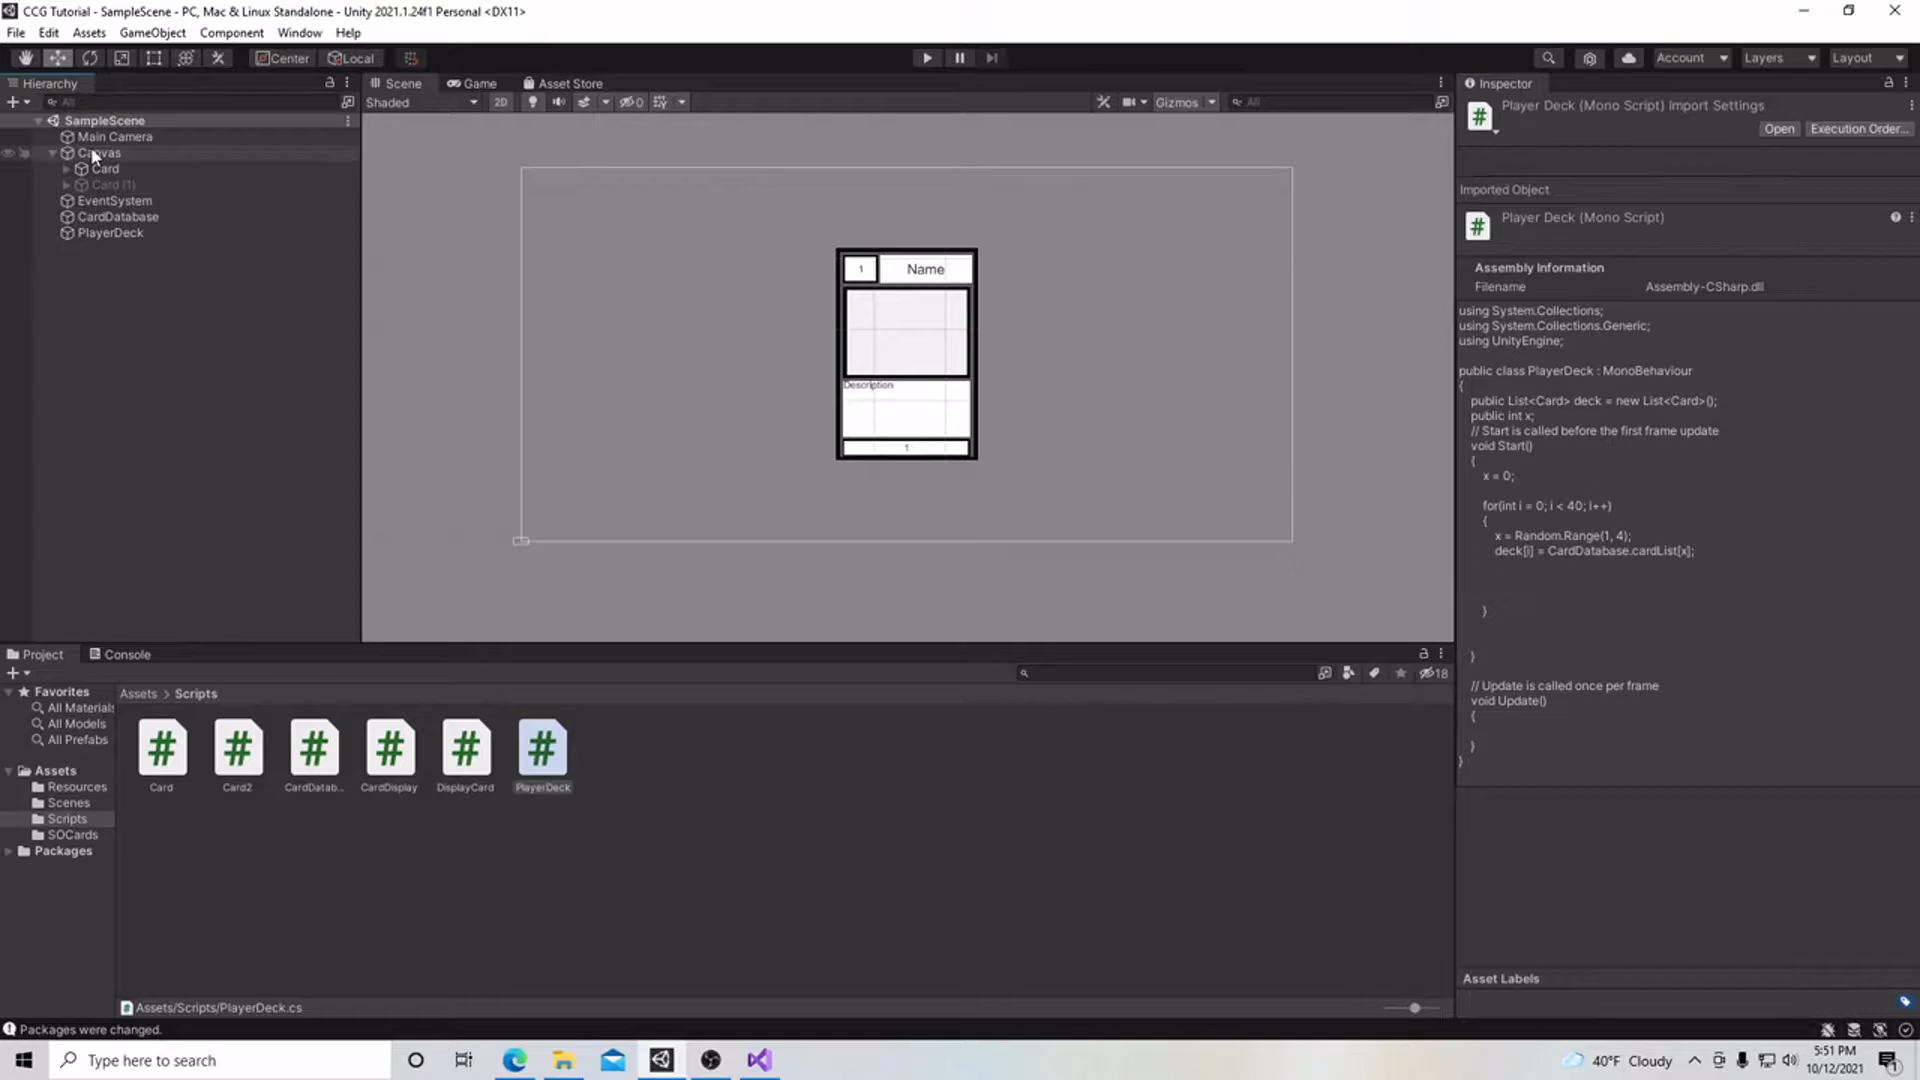 CCG Tutorial - SampleScene - PC, Mac & Linux Standalone - Unity 2021.1.24f1 Personal <DX11>
File Edit Assets GameObject Component Window Help
Center Local Account Layers Layout
Hierarchy
All
SampleScene
Main Camera
Canvas
Card
Card (1)
EventSystem
CardDatabase
PlayerDeck
Scene Game Asset Store
Shaded 2D 0 Gizmos All
1 Name
Description
1
Inspector
Player Deck (Mono Script) Import Settings
Open Execution Order...
Imported Object
Player Deck (Mono Script)
Assembly Information
Filename Assembly-CSharp.dll
using System.Collections;
using System.Collections.Generic;
using UnityEngine;
public class PlayerDeck : MonoBehaviour
{
public List<Card> deck = new List<Card>();
public int x;
// Start is called before the first frame update
void Start()
{
x = 0;
for(int i = 0; i < 40; i++)
{
x = Random.Range(1, 4);
deck[i] = CardDatabase.cardList[x];
}
}
// Update is called once per frame
void Update()
{
}
}
Asset Labels
Project Console
18
Favorites
All Materials
All Models
All Prefabs
Assets
Resources
Scenes
Scripts
SOCards
Packages
Assets > Scripts
Card Card2 CardDatab... CardDisplay DisplayCard PlayerDeck
Assets/Scripts/PlayerDeck.cs
Packages were changed.
Type here to search
40°F Cloudy
5:51 PM
10/12/2021
1